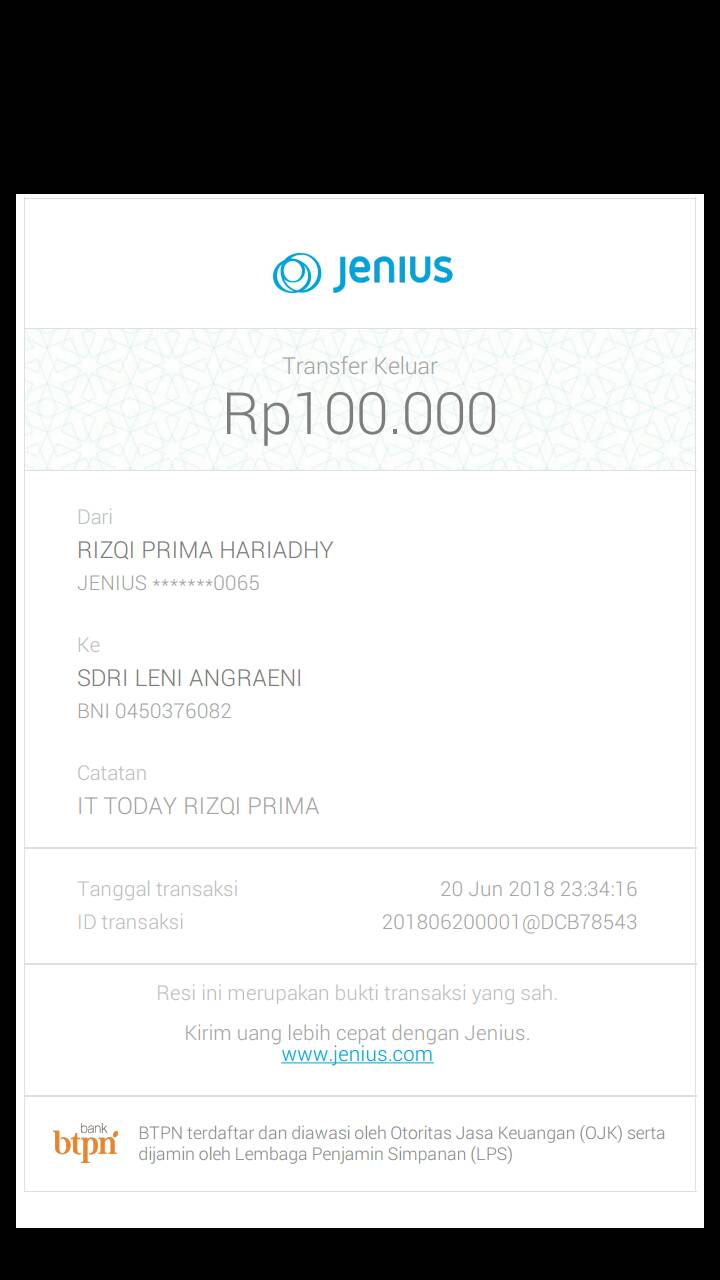 jenius
Transfer Keluar
Rp100.000
Dari
RIZQI PRIMA HARIADHY
JENIUS *******0065
Ke
SDRI LENI ANGRAENI
BNI 0450376082
Catatan
IT TODAY RIZQI PRIMA
Tanggal transaksi 20 Jun 2018 23:34:16
ID transaksi 201806200001@DCB78543
Resi ini merupakan bukti transaksi yang sah.
Kirim uang lebih cepat dengan Jenius.
www.jenius.com
bank
btpn
BTPN terdaftar dan diawasi oleh Otoritas Jasa Keuangan (OJK) serta
dijamin oleh Lembaga Penjamin Simpanan (LPS)